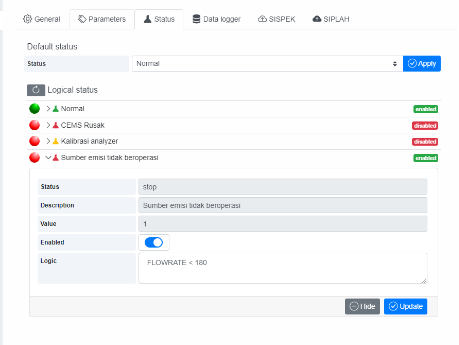 General Parameters Status Data logger SISPEK SIPLAH
Default status
Status Normal Apply
Logical status
Normal enabled
CEMS Rusak disabled
Kalibrasi analyzer disabled
Sumber emisi tidak beroperasi enabled
Status stop
Description Sumber emisi tidak beroperasi
Value 1
Enabled
Logic FLOWRATE < 180
Hide Update